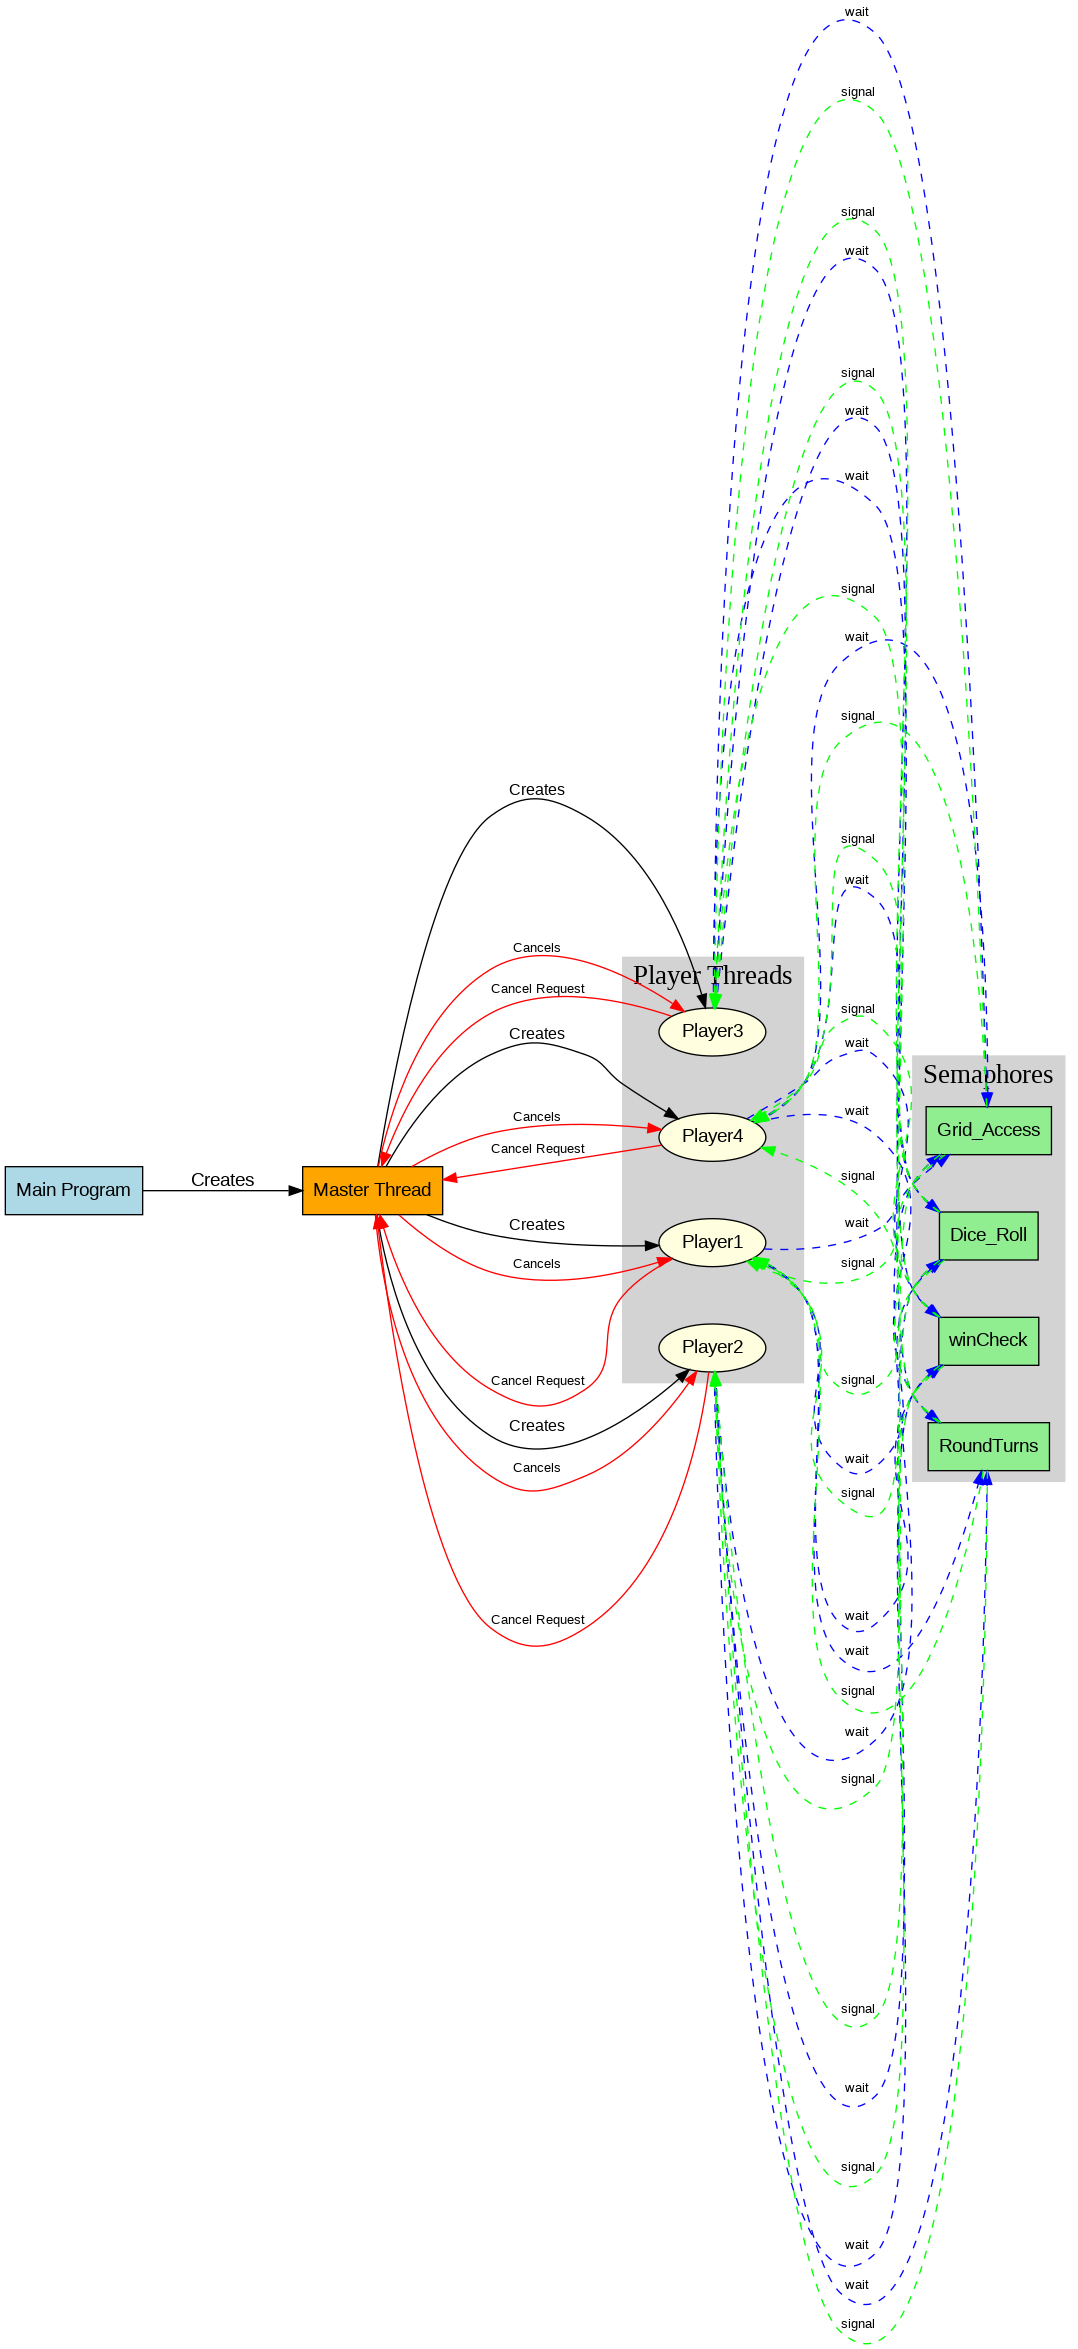 wait
signal
signal
wait
signal
wait
wait
signal
wait
signal
Creates
signal
wait
Cancels
Player Threads
Cancel Request
signal
Player3
Creates
wait
Semaphores
Cancels
wait
Grid_Access
Player4
Cancel Request
signal
Main Program
Creates
Master Thread
Creates
wait
Dice_Roll
Player1
Cancels
signal
winCheck
Player2
Cancel Request
signal
Creates
RoundTurns
Cancels
wait
signal
wait
Cancel Request
wait
signal
wait
signal
signal
wait
signal
wait
wait
signal